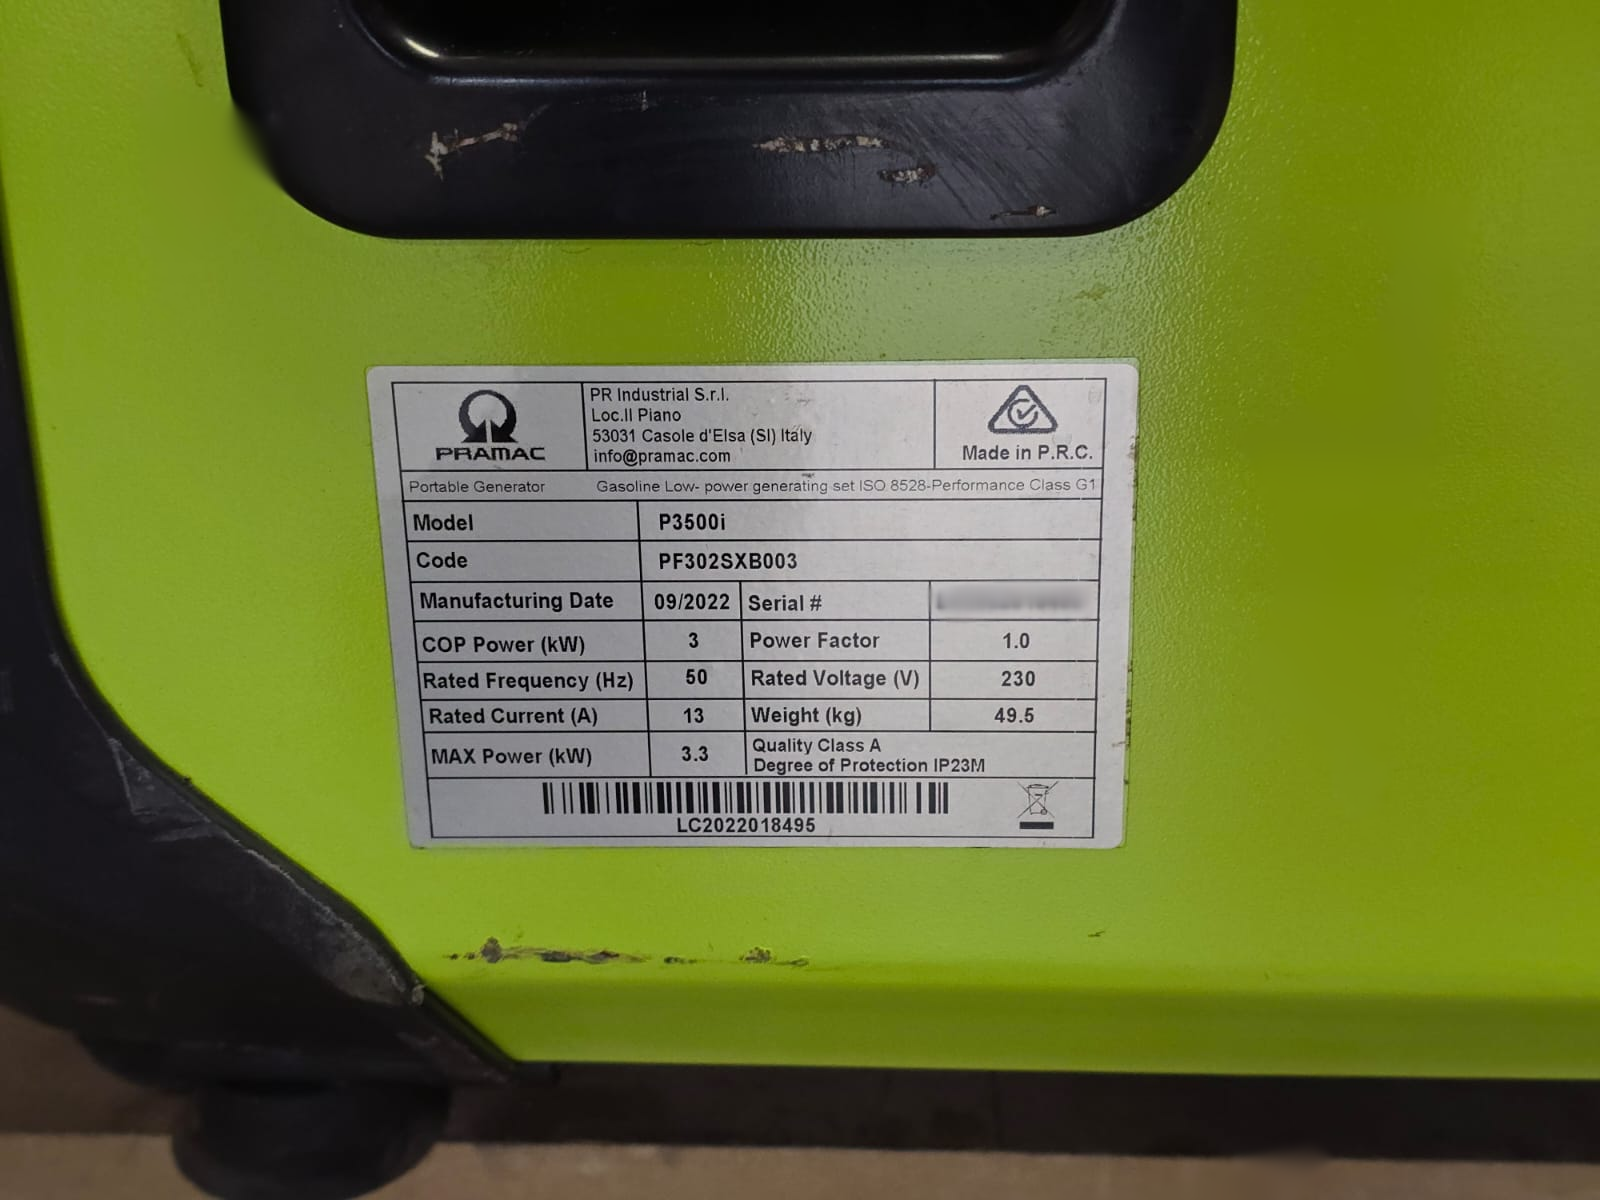 PRAMAC
PR Industrial S.r.l.
Loc.Il Piano
53031 Casole d'Elsa (SI) Italy
info@pramac.com
Made in P.R.C.
Portable Generator Gasoline Low- power generating set ISO 8528-Performance Class G1
Model P3500i
Code PF302SXB003
Manufacturing Date 09/2022 Serial #
COP Power (kW) 3 Power Factor 1.0
Rated Frequency (Hz) 50 Rated Voltage (V) 230
Rated Current (A) 13 Weight (kg) 49.5
MAX Power (kW) 3.3 Quality Class A
Degree of Protection IP23M
LC2022018495